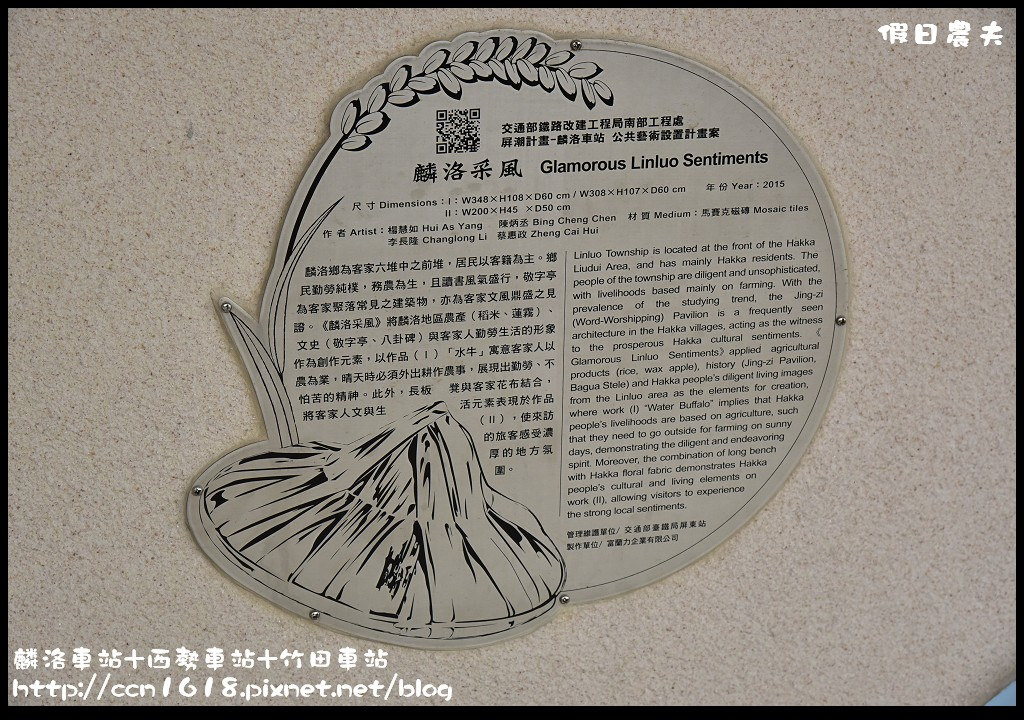 假日農夫
交通部鐵路改建工程局南部工程處
屏潮計畫-麟洛車站 公共藝術設置計畫案
麟洛采風 Glamorous Linluo Sentiments
尺寸 Dimensions：I：W348×H108×D60 cm / W308×H107×D60 cm 年份 Year：2015
II：W200×H45 ×D50 cm
作者 Artist：楊慧如 Hui As Yang 陳炳丞 Bing Cheng Chen 材質 Medium：馬賽克磁磚 Mosaic tiles
李長隆 Changlong Li 蔡惠政 Zheng Cai Hui
麟洛鄉為客家六堆中之前堆，居民以客籍為主。鄉
民勤勞純樸，務農為生，且讀書風氣盛行，敬字亭
為客家聚落常見之建築物，亦為客家文風鼎盛之見
證。《麟洛采風》將麟洛地區農產（稻米、蓮霧）、
文史（敬字亭、八卦碑）與客家人勤勞生活的形象
作為創作元素，以作品（I）「水牛」寓意客家人以
農為業，晴天時必須外出耕作農事，展現出勤勞、不
怕苦的精神。此外，長板 凳與客家花布結合，
將客家人文與生 活元素表現於作品
（II），使來訪
的旅客感受濃
厚的地方氛
圍。
Linluo Township is located at the front of the Hakka
Liudui Area, and has mainly Hakka residents. The
people of the township are diligent and unsophisticated,
with livelihoods based mainly on farming. With the
prevalence of the studying trend, the Jing-zi
(Word-Worshipping) Pavilion is a frequently seen
architecture in the Hakka villages, acting as the witness
to the prosperous Hakka cultural sentiments. 《
Glamorous Linluo Sentiments》applied agricultural
products (rice, wax apple), history (Jing-zi Pavilion,
Bagua Stele) and Hakka people's diligent living images
from the Linluo area as the elements for creation,
where work (I) "Water Buffalo" implies that Hakka
people's livelihoods are based on agriculture, such
that they need to go outside for farming on sunny
days, demonstrating the diligent and endeavoring
spirit. Moreover, the combination of long bench
with Hakka floral fabric demonstrates Hakka
people's cultural and living elements on
work (II), allowing visitors to experience
the strong local sentiments.
管理維護單位/ 交通部臺鐵局屏東站
製作單位/ 富蘭力企業有限公司
麟洛車站+西勢車站+竹田車站
http://ccn1618.pixnet.net/blog